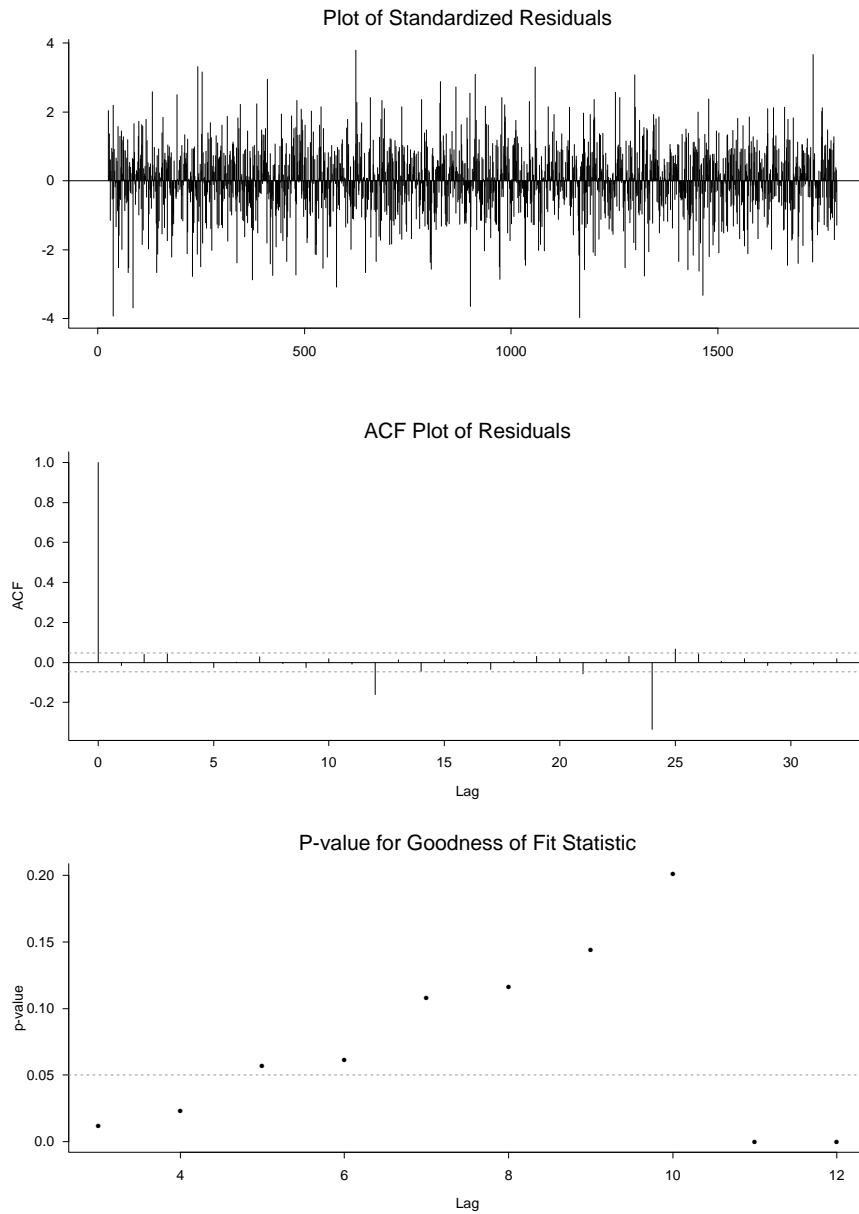 Plot of Standardized Residuals
4
2
0
-2
-4
0 500 1000 1500
ACF Plot of Residuals
1.0
0.8
0.6
0.4
0.2
0.0
-0.2
ACF
0 5 10 15 20 25 30
Lag
P-value for Goodness of Fit Statistic
0.20
0.15
0.10
0.05
0.0
p-value
4 6 8 10 12
Lag